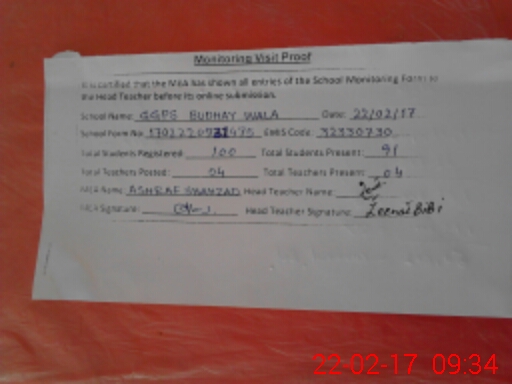 Monitoring Visit Proof
It is certified that the MEA has shown all entries of the School Monitoring Form to
the Head Teacher before its online submission.
School Name: GGPS BUDHAY WALA Date: 22/02/17
School Form No: EMIS Code: 32330730
Total Students Registered: 100 Total Students Present: 91
Total Teachers Posted: 04 Total Teachers Present: 04
MEA Name: ASHRAF SHAHZAD Head Teacher Name:
MEA Signature: Head Teacher Signature: Zeenat BiBi
22-02-17 09:34